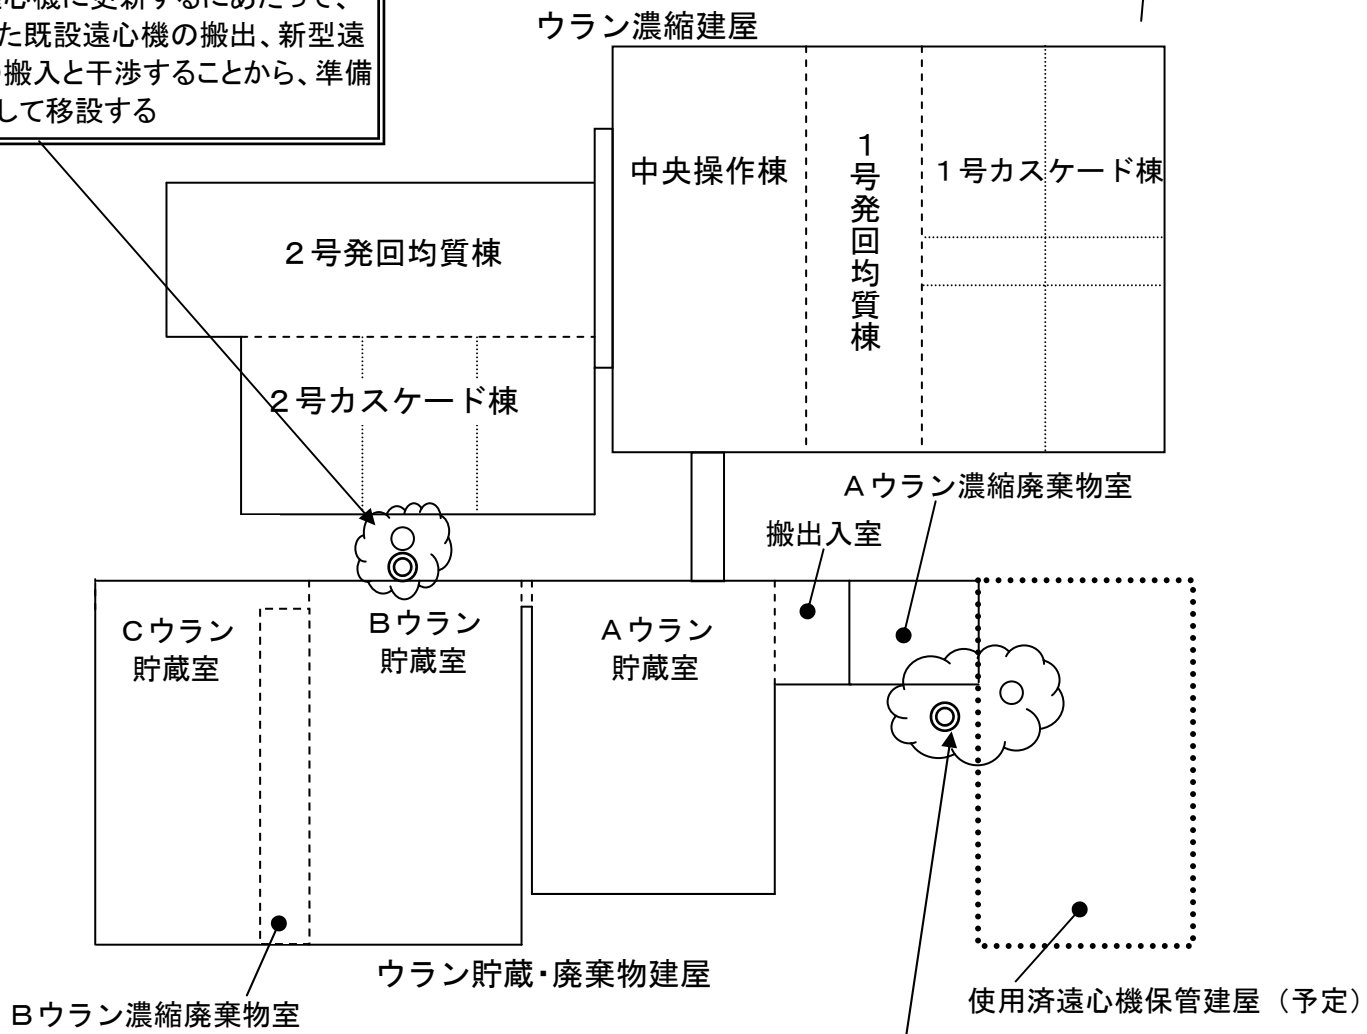 心機に更新するにあたって、
た既設遠心機の搬出、新型遠
搬入と干渉することから、準備
して移設する
ウラン濃縮建屋
中央操作棟
１号発回均質棟
１号カスケード棟
２号発回均質棟
２号カスケード棟
Ａウラン濃縮廃棄物室
搬出入室
Ｃウラン
貯蔵室
Ｂウラン
貯蔵室
Ａウラン
貯蔵室
ウラン貯蔵・廃棄物建屋
Ｂウラン濃縮廃棄物室
使用済遠心機保管建屋（予定）